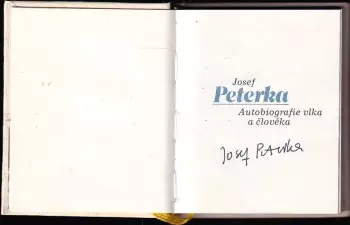 Josef
Peterka
Autobiografie vlka
a člověka
Josef Peterka